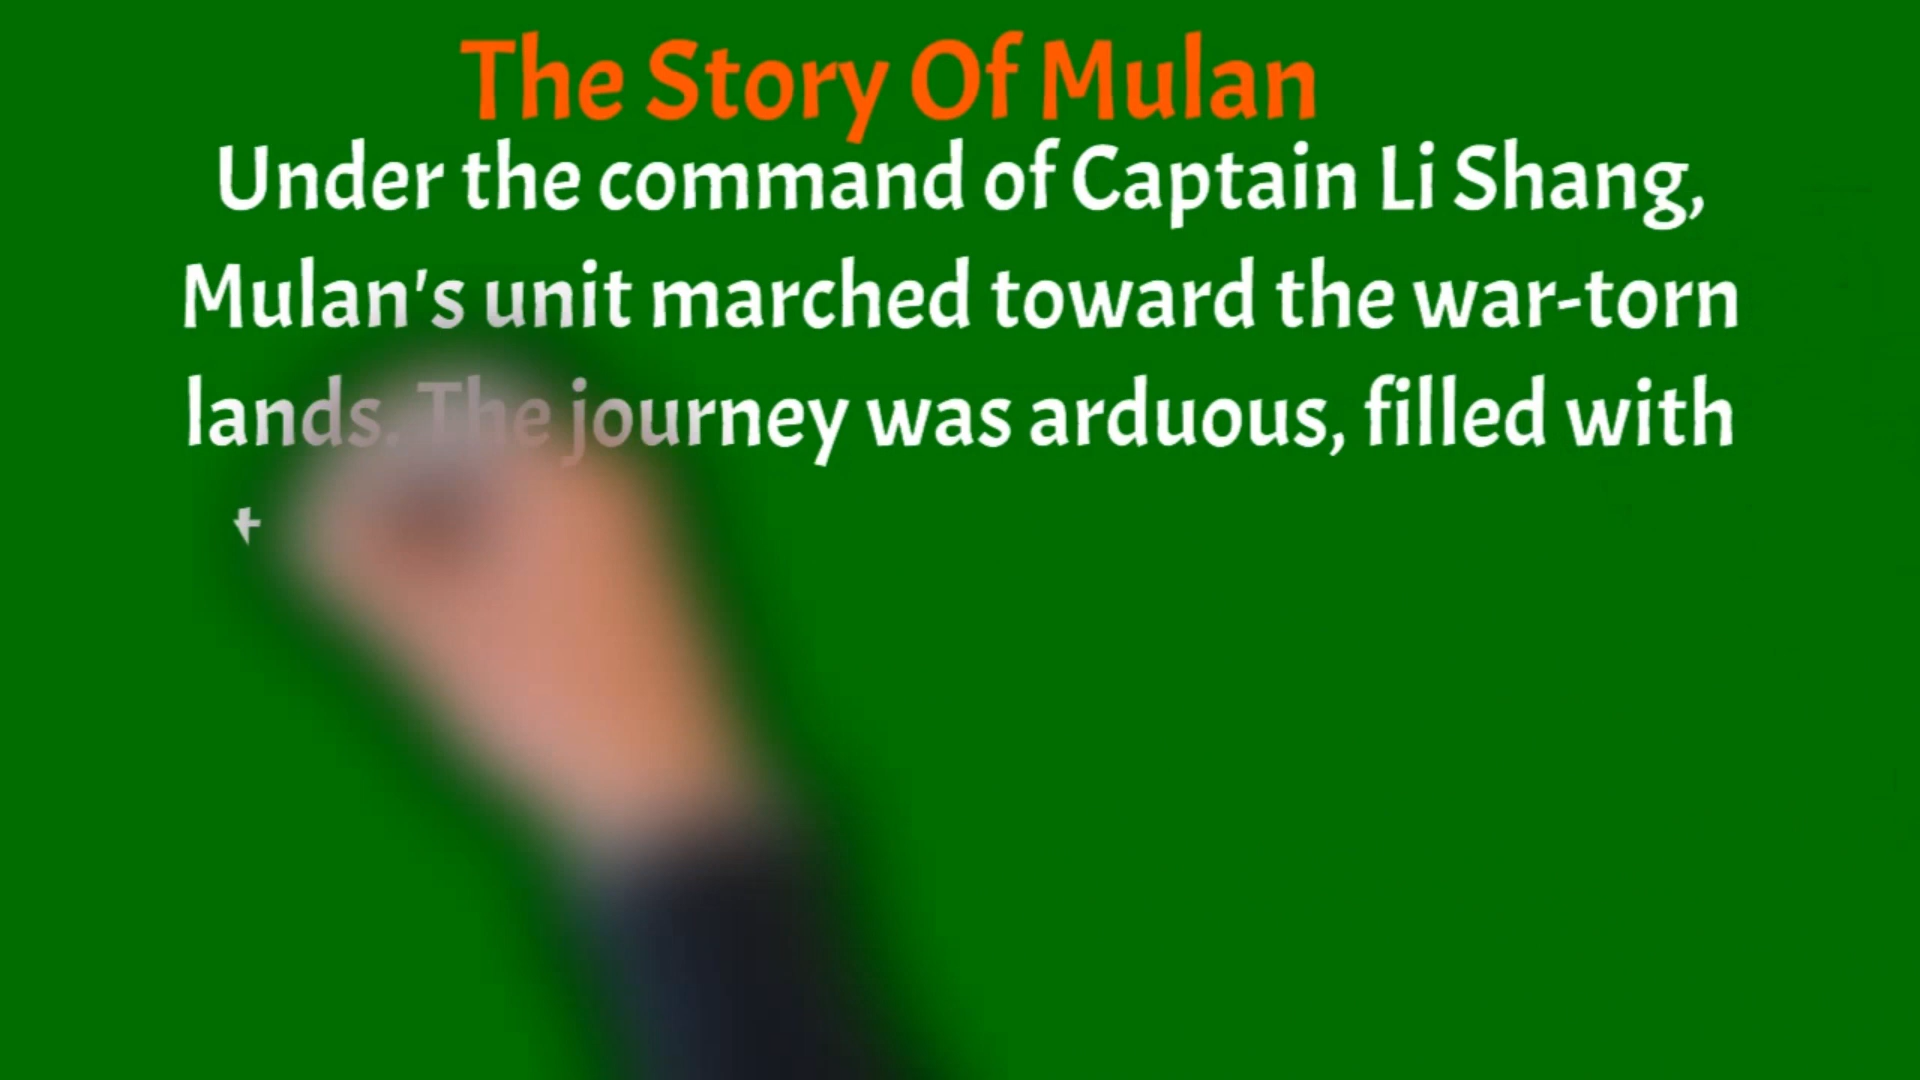 The Story Of Mulan
Under the command of Captain Li Shang,
Mulan's unit marched toward the war-torn
lands. The journey was arduous, filled with
t